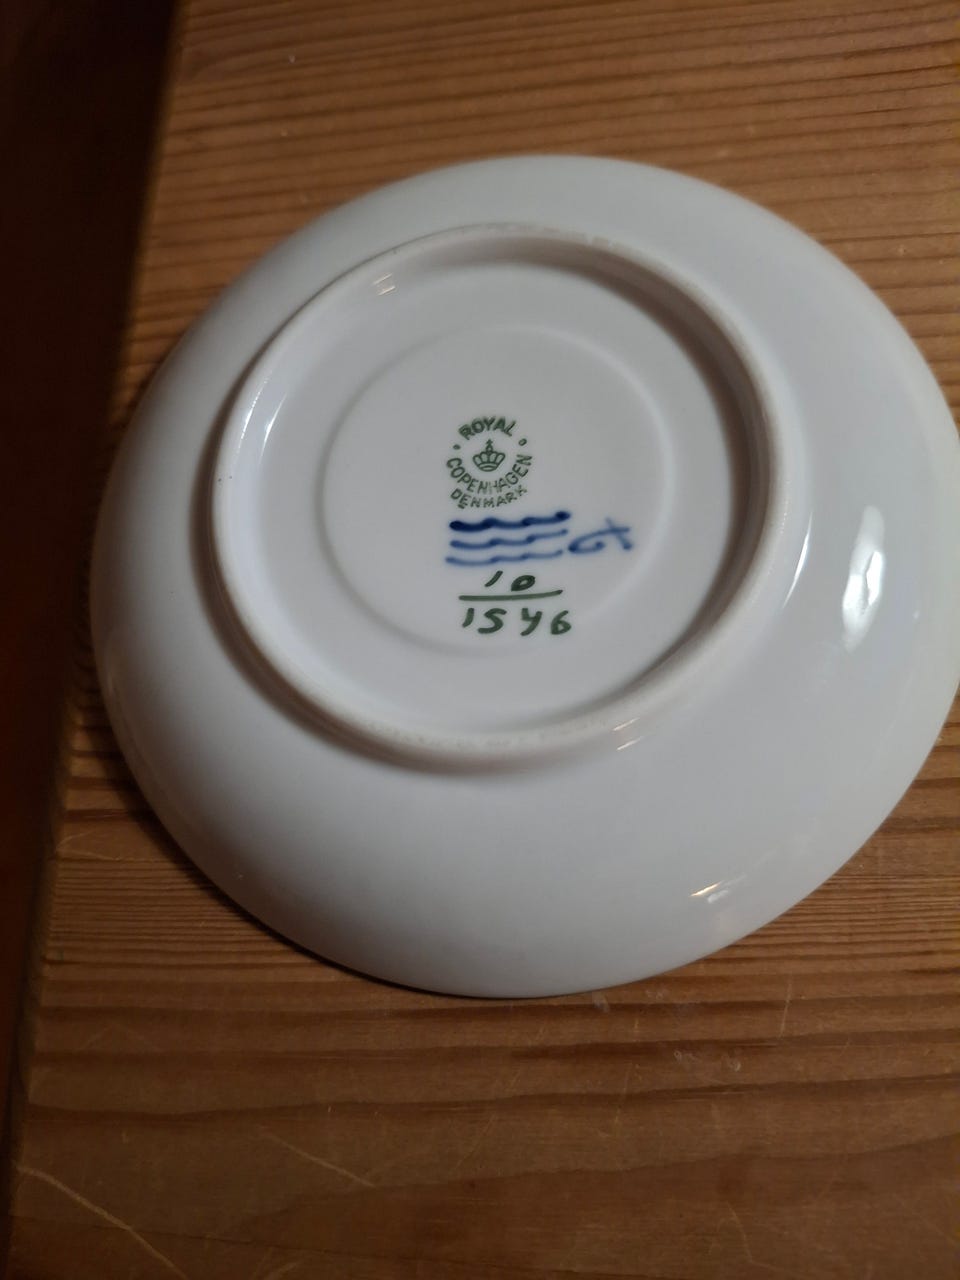 ROYAL
COPENHAGEN
DENMARK
10
1546